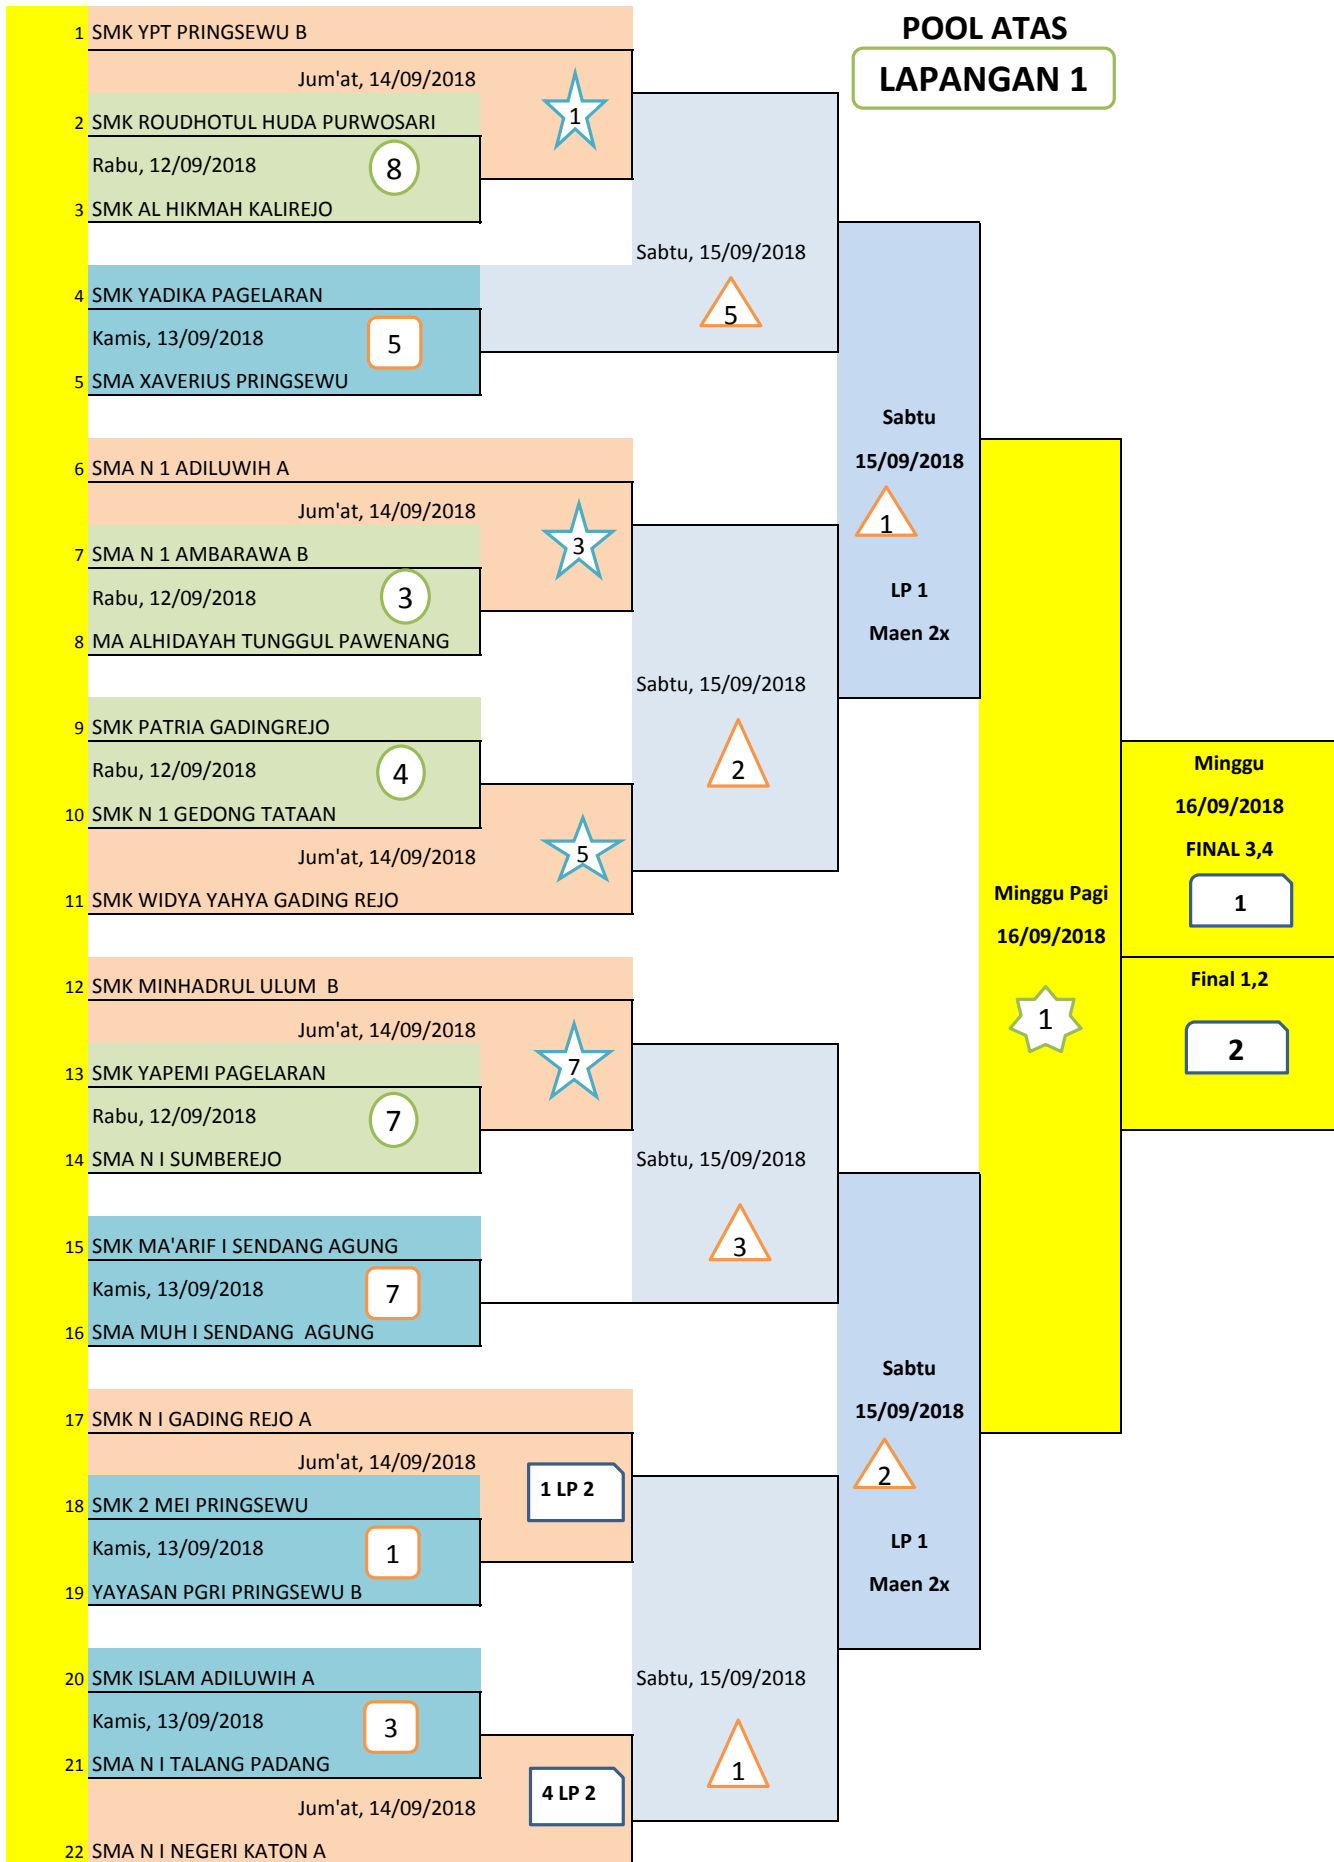 POOL ATAS
LAPANGAN 1
1 SMK YPT PRINGSEWU B
Jum'at, 14/09/2018
1
2 SMK ROUDHOTUL HUDA PURWOSARI
Rabu, 12/09/2018
8
3 SMK AL HIKMAH KALIREJO
Sabtu, 15/09/2018
5
4 SMK YADIKA PAGELARAN
Kamis, 13/09/2018
5
5 SMA XAVERIUS PRINGSEWU
Sabtu
15/09/2018
1
LP 1
Maen 2x
6 SMA N 1 ADILUWIH A
Jum'at, 14/09/2018
3
7 SMA N 1 AMBARAWA B
Rabu, 12/09/2018
3
8 MA ALHIDAYAH TUNGGUL PAWENANG
Sabtu, 15/09/2018
2
9 SMK PATRIA GADINGREJO
Rabu, 12/09/2018
4
10 SMK N 1 GEDONG TATAAN
Jum'at, 14/09/2018
5
11 SMK WIDYA YAHYA GADING REJO
Minggu Pagi
16/09/2018
1
Minggu
16/09/2018
FINAL 3,4
1
Final 1,2
2
12 SMK MINHADRUL ULUM  B
Jum'at, 14/09/2018
7
13 SMK YAPEMI PAGELARAN
Rabu, 12/09/2018
7
14 SMA N I SUMBEREJO
Sabtu, 15/09/2018
3
15 SMK MA'ARIF I SENDANG AGUNG
Kamis, 13/09/2018
7
16 SMA MUH I SENDANG  AGUNG
Sabtu
15/09/2018
2
LP 1
Maen 2x
17 SMK N I GADING REJO A
Jum'at, 14/09/2018
1 LP 2
18 SMK 2 MEI PRINGSEWU
Kamis, 13/09/2018
1
19 YAYASAN PGRI PRINGSEWU B
Sabtu, 15/09/2018
1
20 SMK ISLAM ADILUWIH A
Kamis, 13/09/2018
3
21 SMA N I TALANG PADANG
Jum'at, 14/09/2018
4 LP 2
22 SMA N I NEGERI KATON A